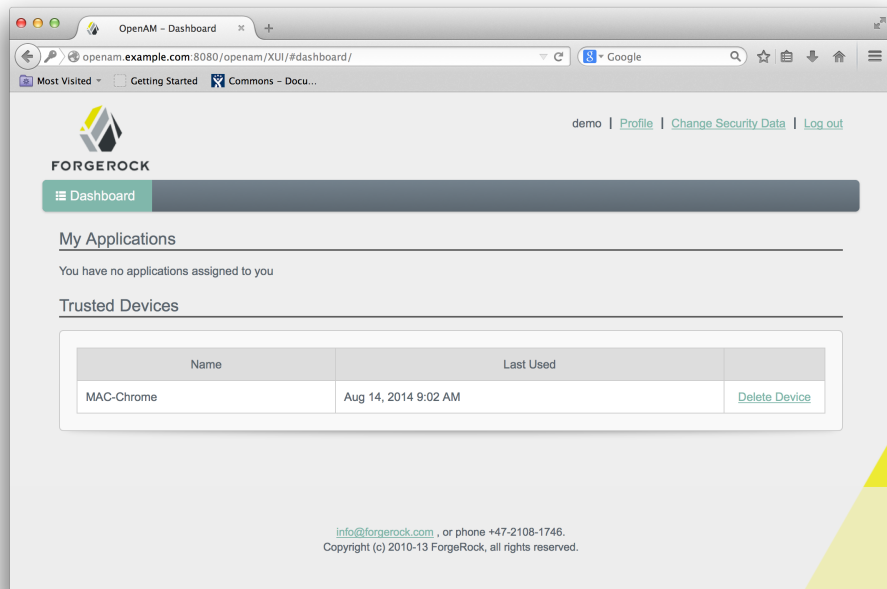 OpenAM – Dashboard
openam.example.com:8080/openam/XUI/#dashboard/
Google
Most Visited
Getting Started
Commons – Docu...
FORGEROCK
demo | Profile | Change Security Data | Log out
Dashboard
My Applications
You have no applications assigned to you
Trusted Devices
Name Last Used
MAC-Chrome Aug 14, 2014 9:02 AM Delete Device
info@forgerock.com , or phone +47-2108-1746.
Copyright (c) 2010-13 ForgeRock, all rights reserved.